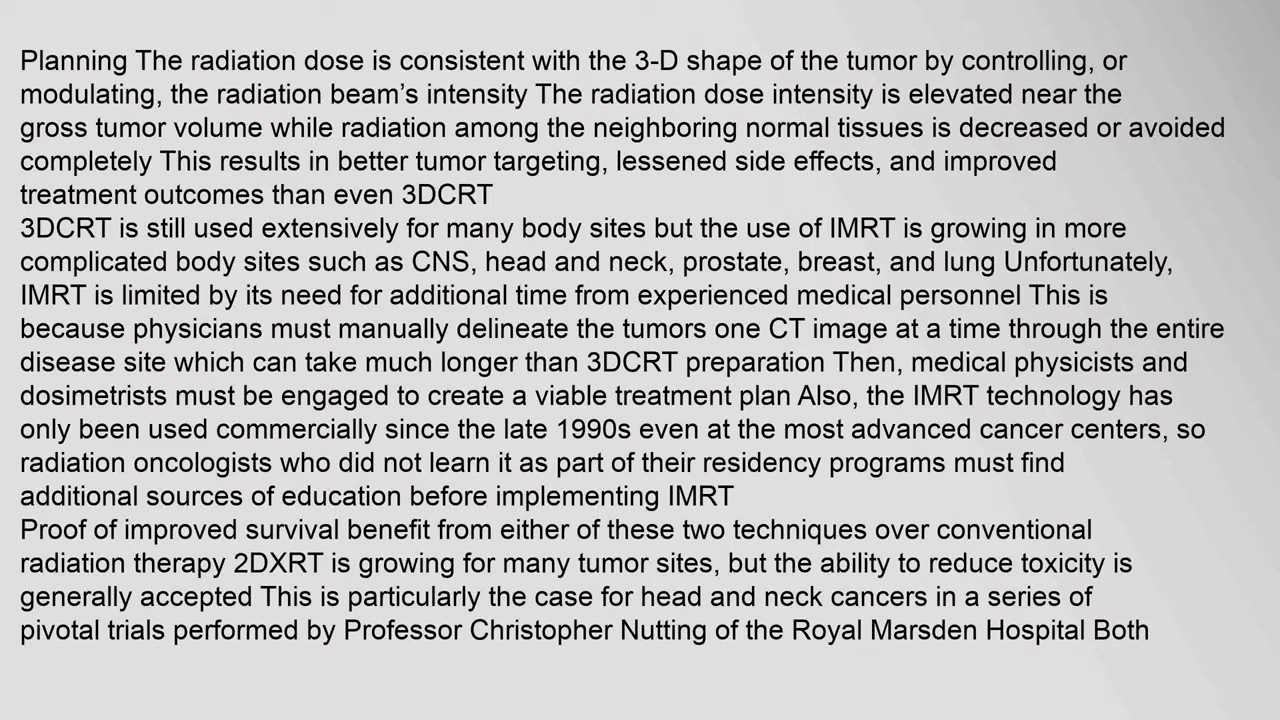 Planning The radiation dose is consistent with the 3-D shape of the tumor by controlling, or
modulating, the radiation beam’s intensity The radiation dose intensity is elevated near the
gross tumor volume while radiation among the neighboring normal tissues is decreased or avoided
completely This results in better tumor targeting, lessened side effects, and improved
treatment outcomes than even 3DCRT
3DCRT is still used extensively for many body sites but the use of IMRT is growing in more
complicated body sites such as CNS, head and neck, prostate, breast, and lung Unfortunately,
IMRT is limited by its need for additional time from experienced medical personnel This is
because physicians must manually delineate the tumors one CT image at a time through the entire
disease site which can take much longer than 3DCRT preparation Then, medical physicists and
dosimetrists must be engaged to create a viable treatment plan Also, the IMRT technology has
only been used commercially since the late 1990s even at the most advanced cancer centers, so
radiation oncologists who did not learn it as part of their residency programs must find
additional sources of education before implementing IMRT
Proof of improved survival benefit from either of these two techniques over conventional
radiation therapy 2DXRT is growing for many tumor sites, but the ability to reduce toxicity is
generally accepted This is particularly the case for head and neck cancers in a series of
pivotal trials performed by Professor Christopher Nutting of the Royal Marsden Hospital Both